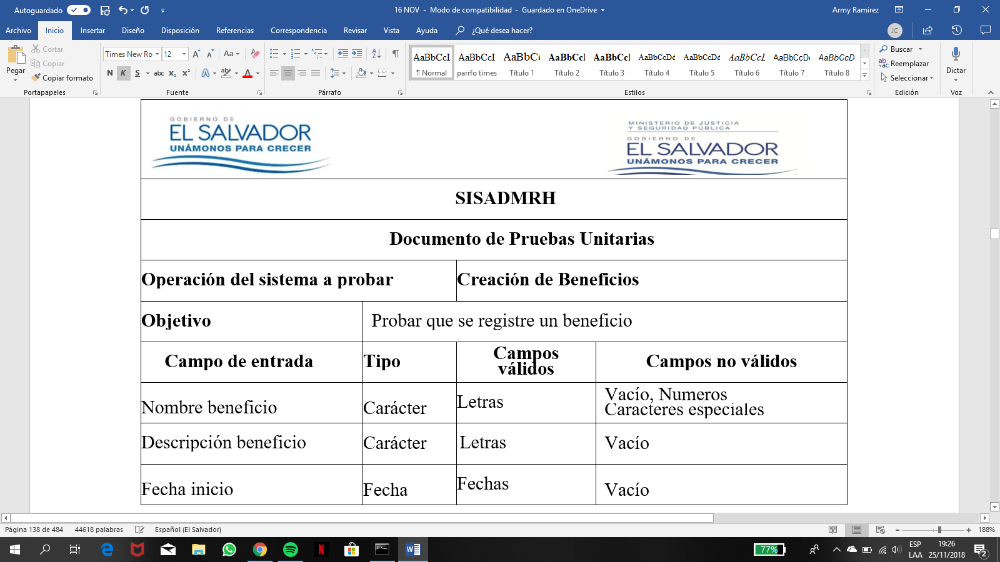 Autoguardado
16 NOV - Modo de compatibilidad - Guardado en OneDrive
Army Ramirez
Archivo Inicio Insertar Diseño Disposición Referencias Correspondencia Revisar Vista Ayuda ¿Qué desea hacer?
JC
Pegar
Cortar
Copiar
Copiar formato
Portapapeles
Times New Ro 12
N K S abc x₂ x²
Fuente
Párrafo
AaBbCcI AaBbCcI AaBbCc AaBbCcI AaBbCcI AaBbCcDd AaBbCcDd AaBbCcI AaBbCcDc AaBbCcD
¶ Normal parrfo times Título 1 Título 2 Título 3 Título 4 Título 5 Título 6 Título 7 Título 8
Estilos
Buscar
Reemplazar
Seleccionar
Edición
Dictar
Voz
GOBIERNO DE
EL SALVADOR
UNÁMONOS PARA CRECER
MINISTERIO DE JUSTICIA
Y SEGURIDAD PÚBLICA
GOBIERNO DE
EL SALVADOR
UNÁMONOS PARA CRECER
SISADMRH
Documento de Pruebas Unitarias
Operación del sistema a probar Creación de Beneficios
Objetivo Probar que se registre un beneficio
Campo de entrada Tipo Campos válidos Campos no válidos
Nombre beneficio Carácter Letras Vacío, Numeros
Caracteres especiales
Descripción beneficio Carácter Letras Vacío
Fecha inicio Fecha Fechas Vacío
Página 138 de 484 44618 palabras Español (El Salvador) 188%
77%
ESP
LAA
19:26
25/11/2018
2